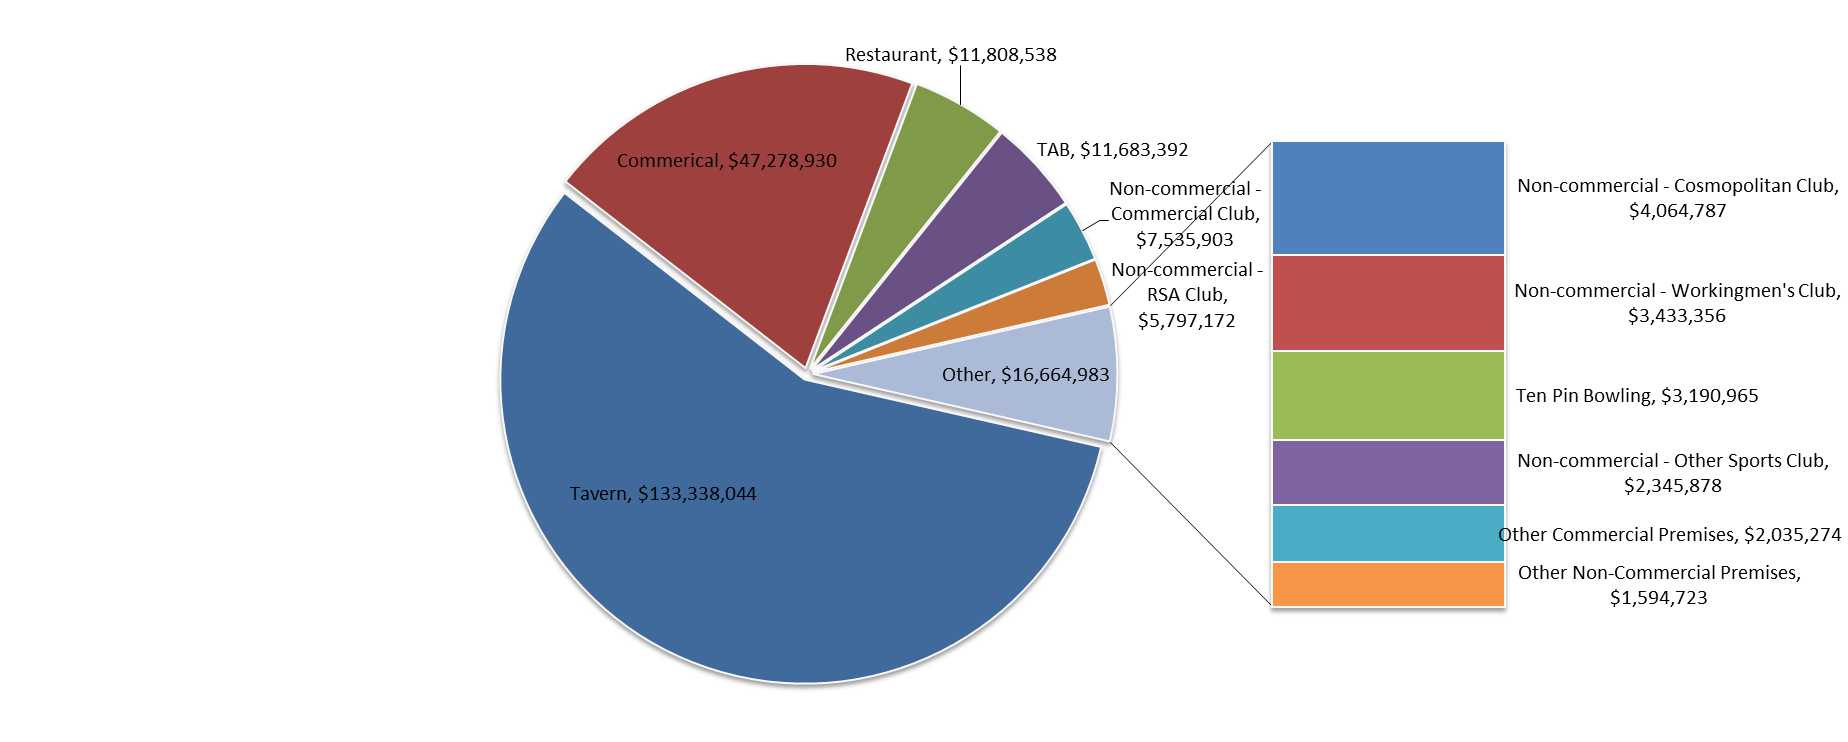 Restaurant, $11,808,538
Commerical, $47,278,930
TAB, $11,683,392
Non-commercial -
Commercial Club,
$7,535,903
Non-commercial -
RSA Club,
$5,797,172
Other, $16,664,983
Tavern, $133,338,044
Non-commercial - Cosmopolitan Club,
$4,064,787
Non-commercial - Workingmen's Club,
$3,433,356
Ten Pin Bowling, $3,190,965
Non-commercial - Other Sports Club,
$2,345,878
Other Commercial Premises, $2,035,274
Other Non-Commercial Premises,
$1,594,723